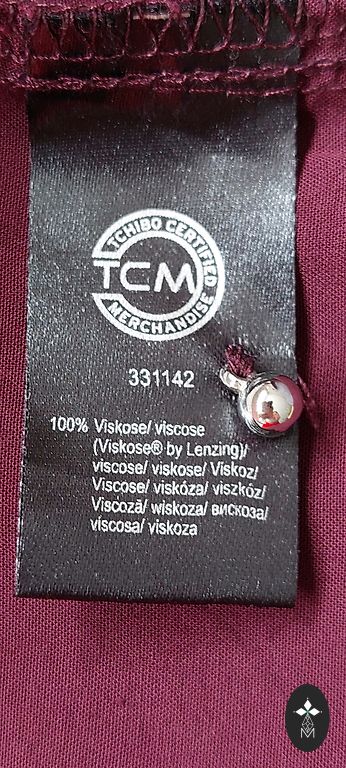 TCHIBO CERTIFIED
TCM
MERCHANDISE
331142
100% Viskose/ viscose
(Viskose® by Lenzing)/
viscose/ viskose/ Viskoz/
Viscose/ viskóza/ viszkóz/
Viscoză/ wiskoza/ вискоза/
viscosa/ viskoza
M